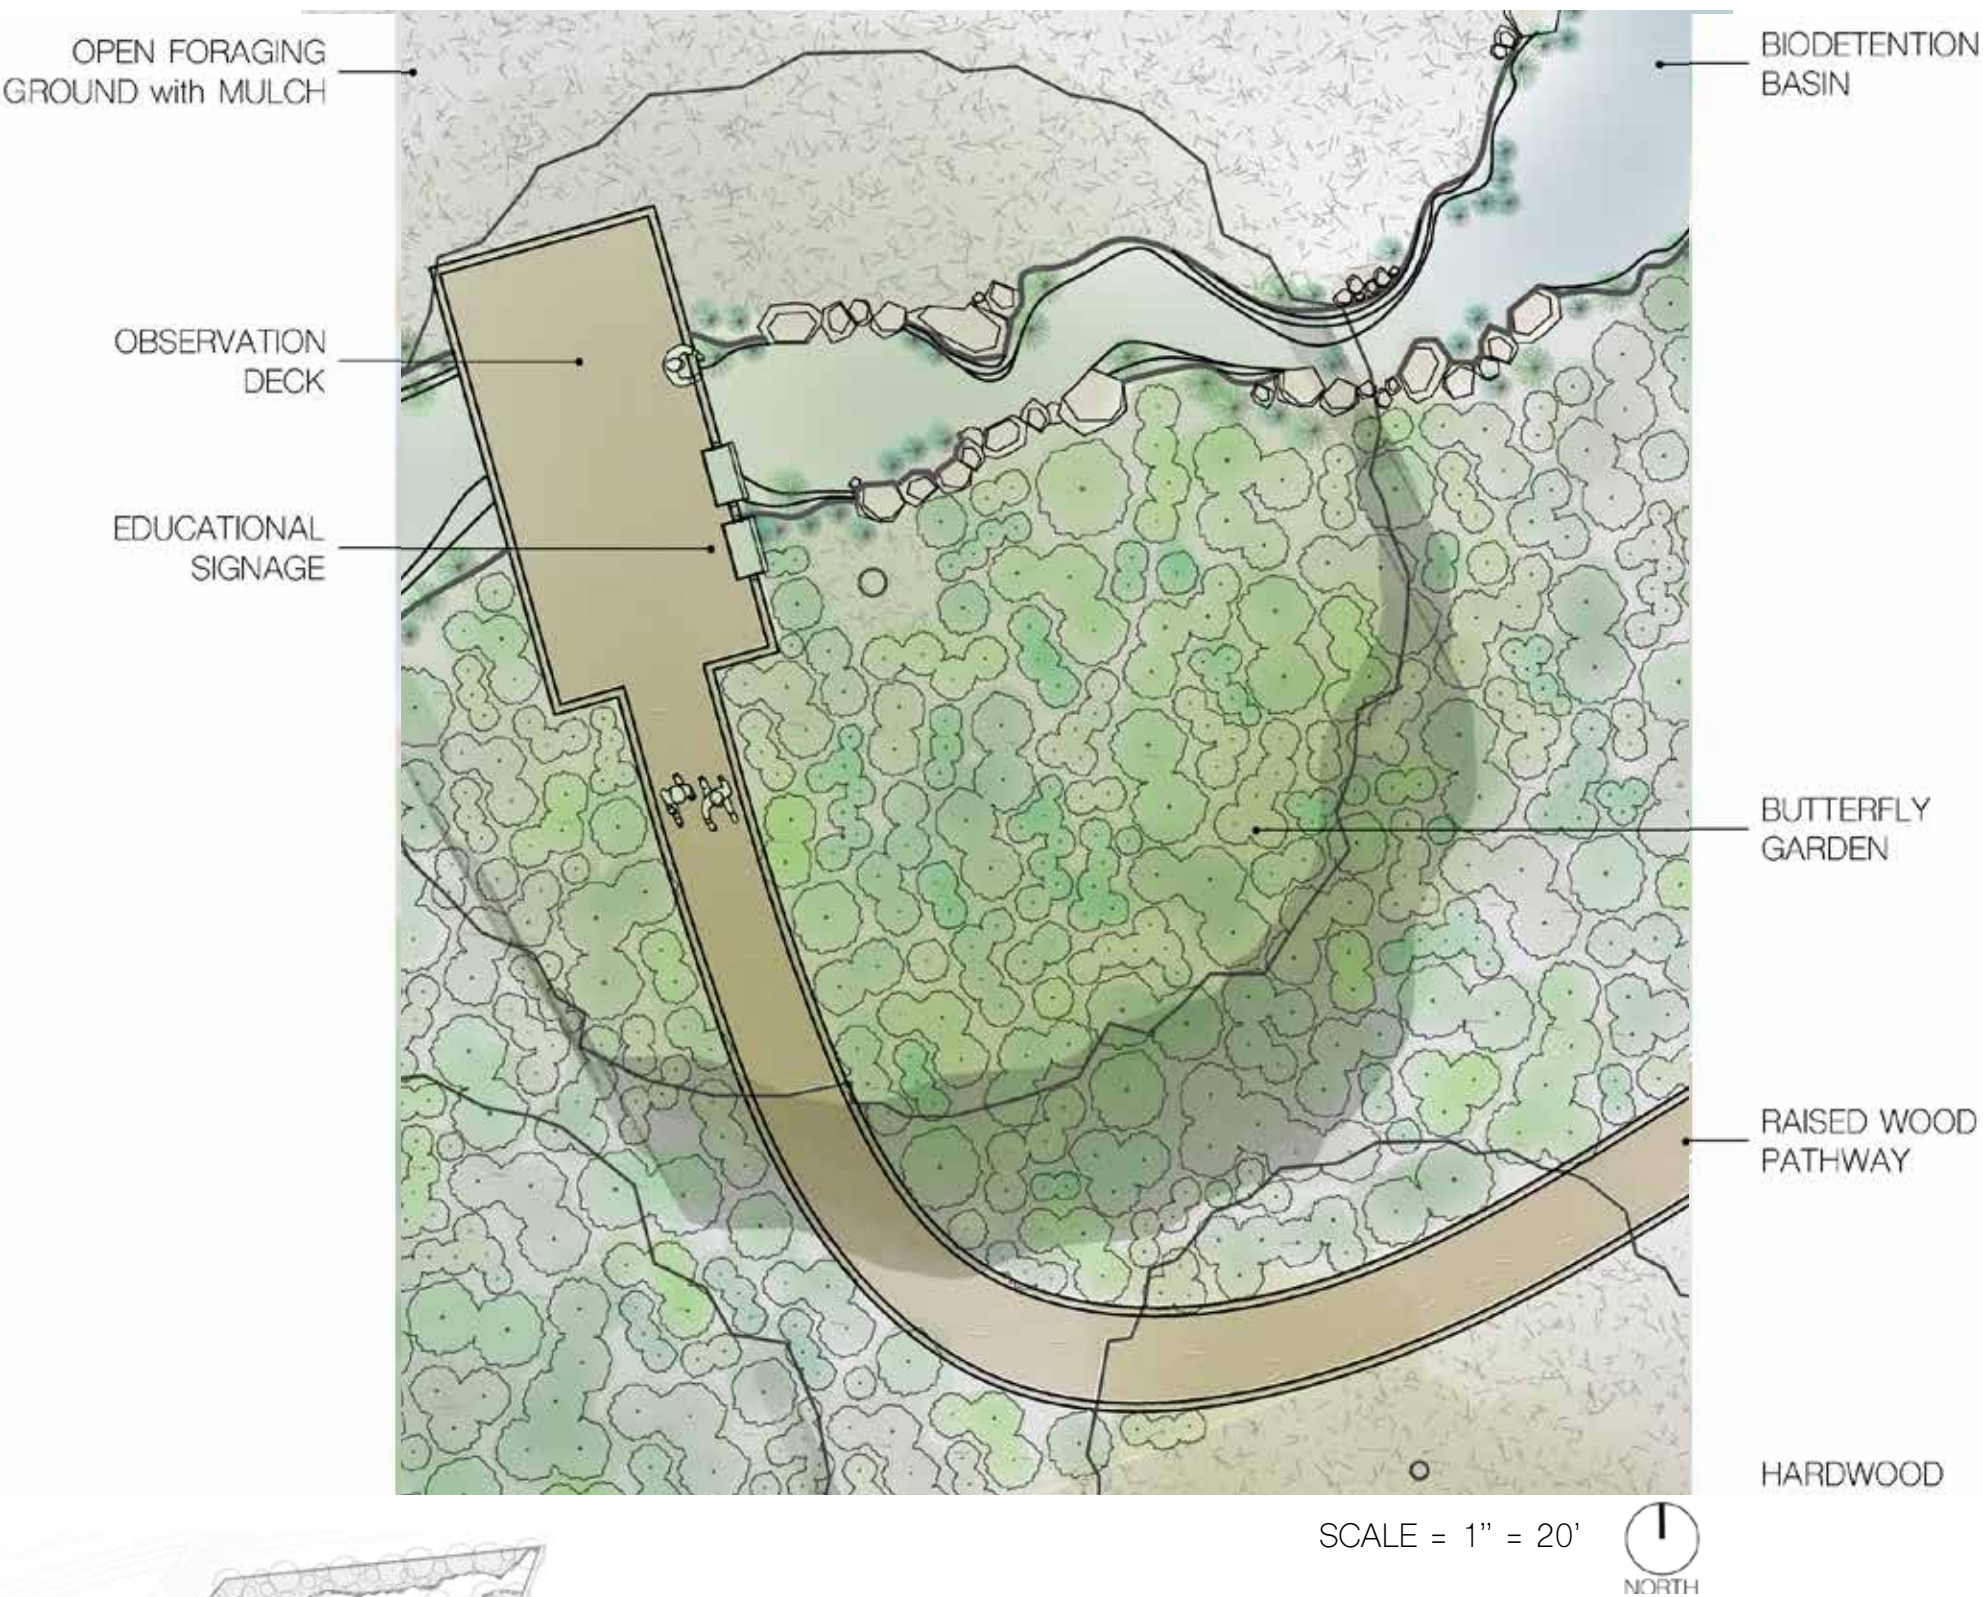 OPEN FORAGING
GROUND with MULCH
BIODETENTION
BASIN
OBSERVATION
DECK
EDUCATIONAL
SIGNAGE
BUTTERFLY
GARDEN
RAISED WOOD
PATHWAY
HARDWOOD
SCALE = 1” = 20’
NORTH